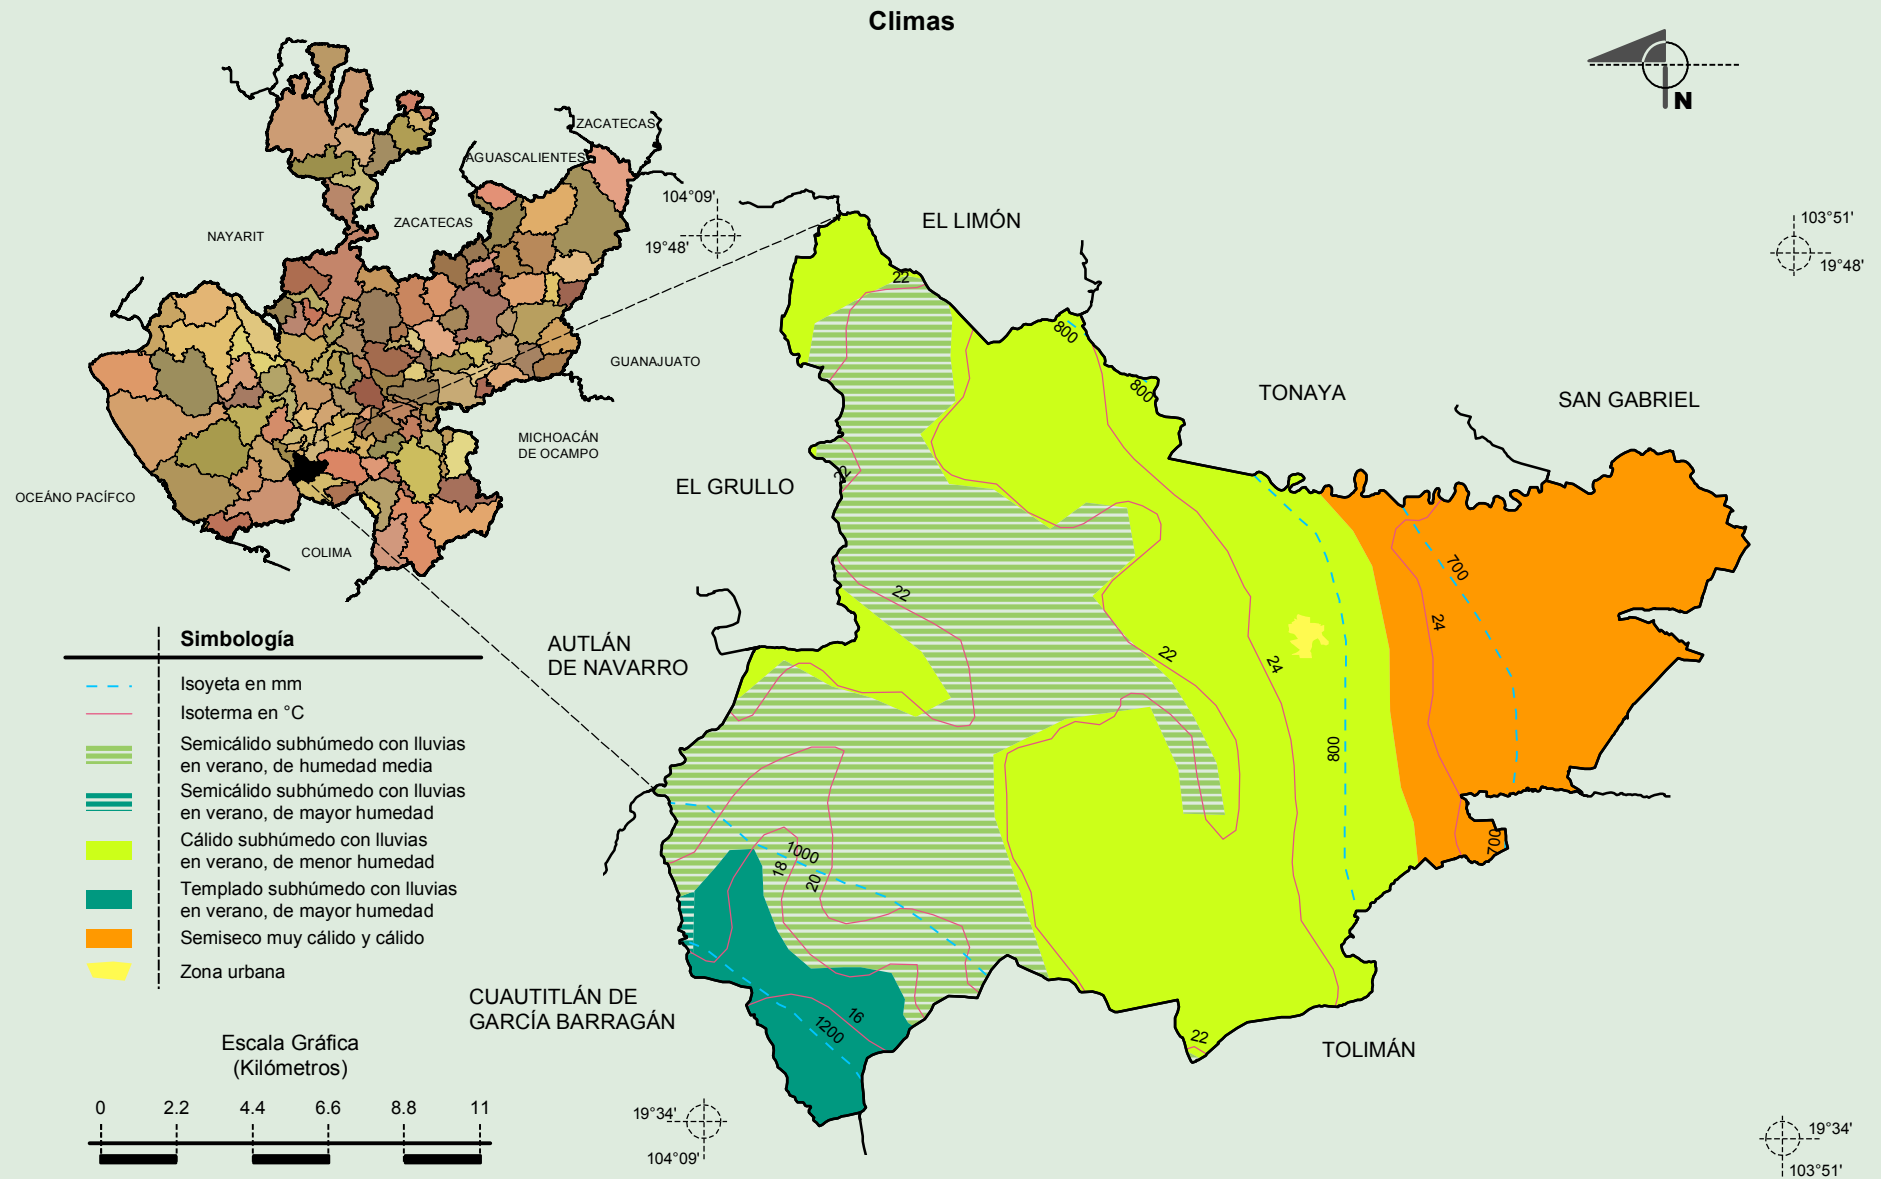 Climas
N
ZACATECAS
AGUASCALIENTES
ZACATECAS
NAYARIT
GUANAJUATO
MICHOACÁN
DE OCAMPO
OCEÁNO PACÍFCO
COLIMA
104°09'
19°48'
103°51'
19°48'
EL LIMÓN
TONAYA
SAN GABRIEL
EL GRULLO
AUTLÁN
DE NAVARRO
CUAUTITLÁN DE
GARCÍA BARRAGÁN
TOLIMÁN
22
800
800
22
22
22
24
24
700
800
700
1000
18
20
16
1200
22
Simbología
Isoyeta en mm
Isoterma en °C
Semicálido subhúmedo con lluvias
en verano, de humedad media
Semicálido subhúmedo con lluvias
en verano, de mayor humedad
Cálido subhúmedo con lluvias
en verano, de menor humedad
Templado subhúmedo con lluvias
en verano, de mayor humedad
Semiseco muy cálido y cálido
Zona urbana
Escala Gráfica
(Kilómetros)
0 2.2 4.4 6.6 8.8 11
19°34'
104°09'
19°34'
103°51'